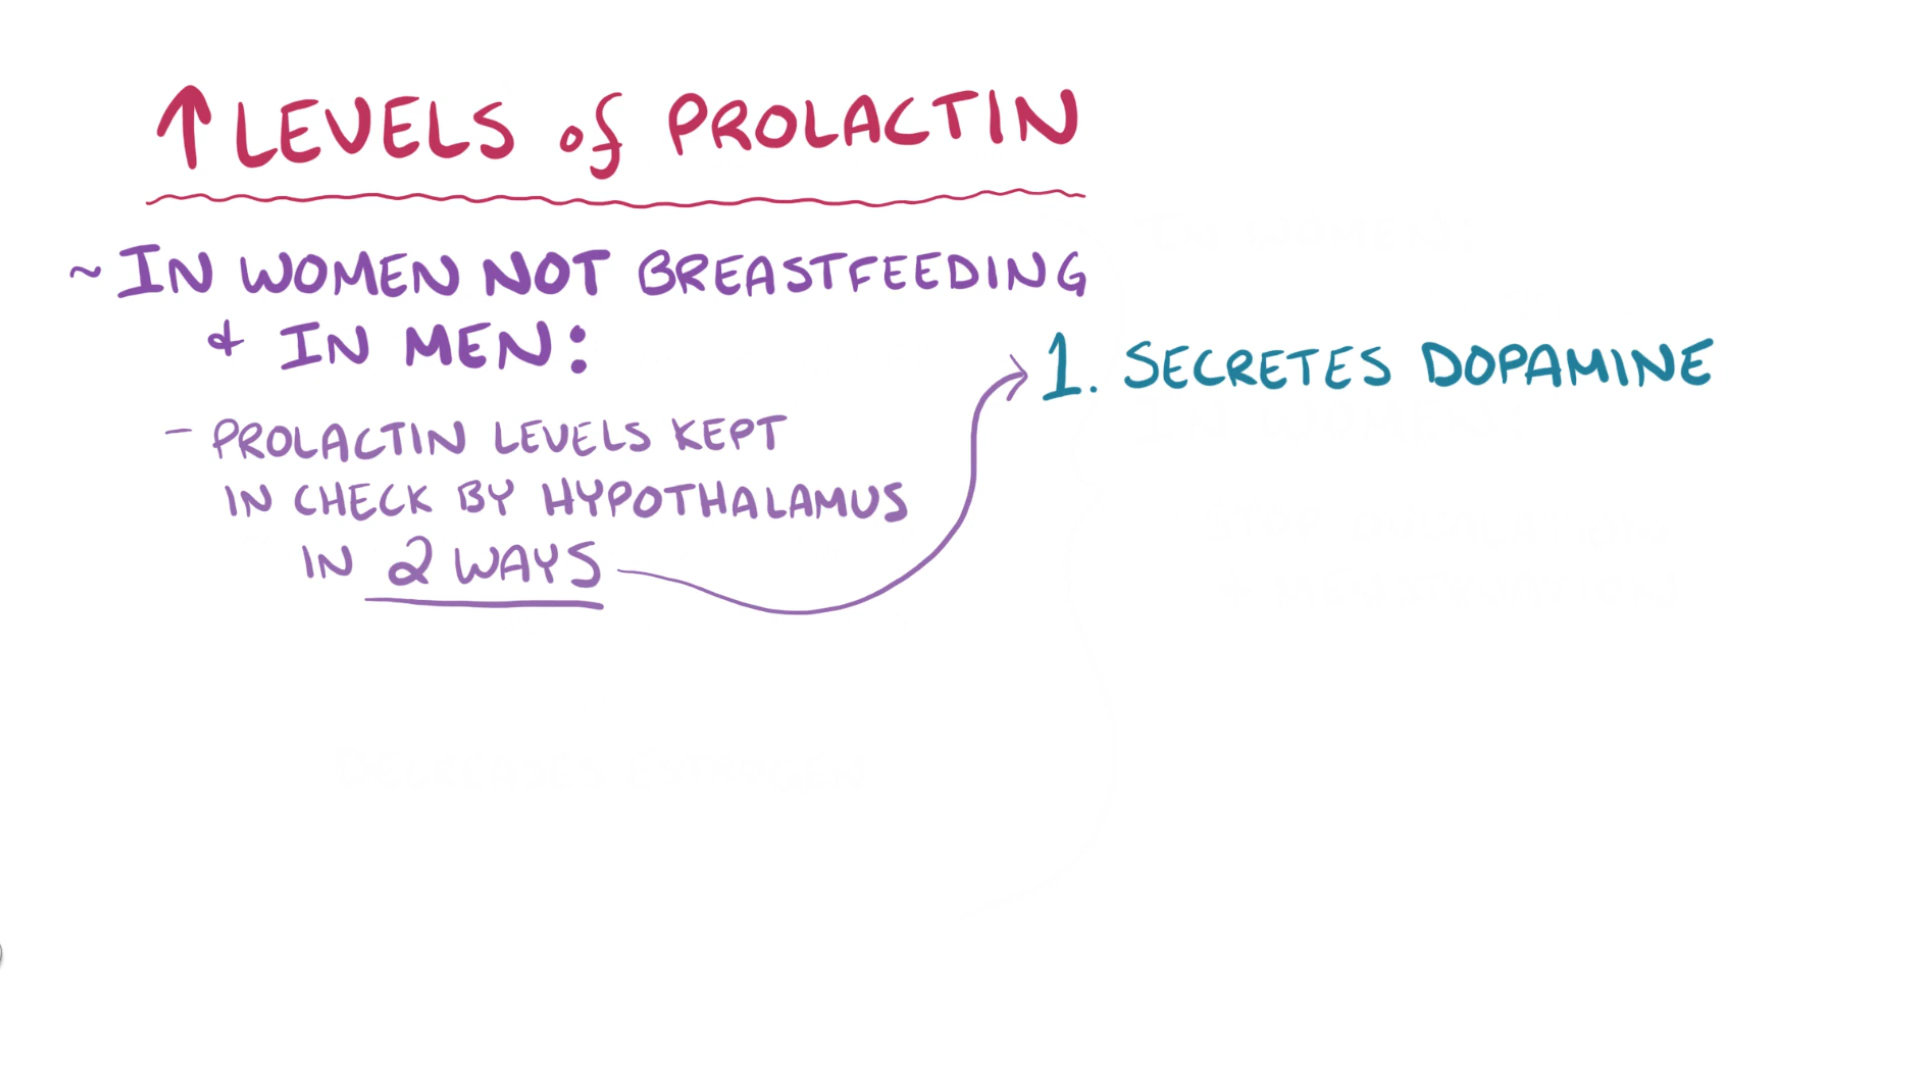 ↑ LEVELS of PROLACTIN
~ IN WOMEN NOT BREASTFEEDING
& IN MEN:
- PROLACTIN LEVELS KEPT
IN CHECK BY HYPOTHALAMUS
IN 2 WAYS
1. SECRETES DOPAMINE